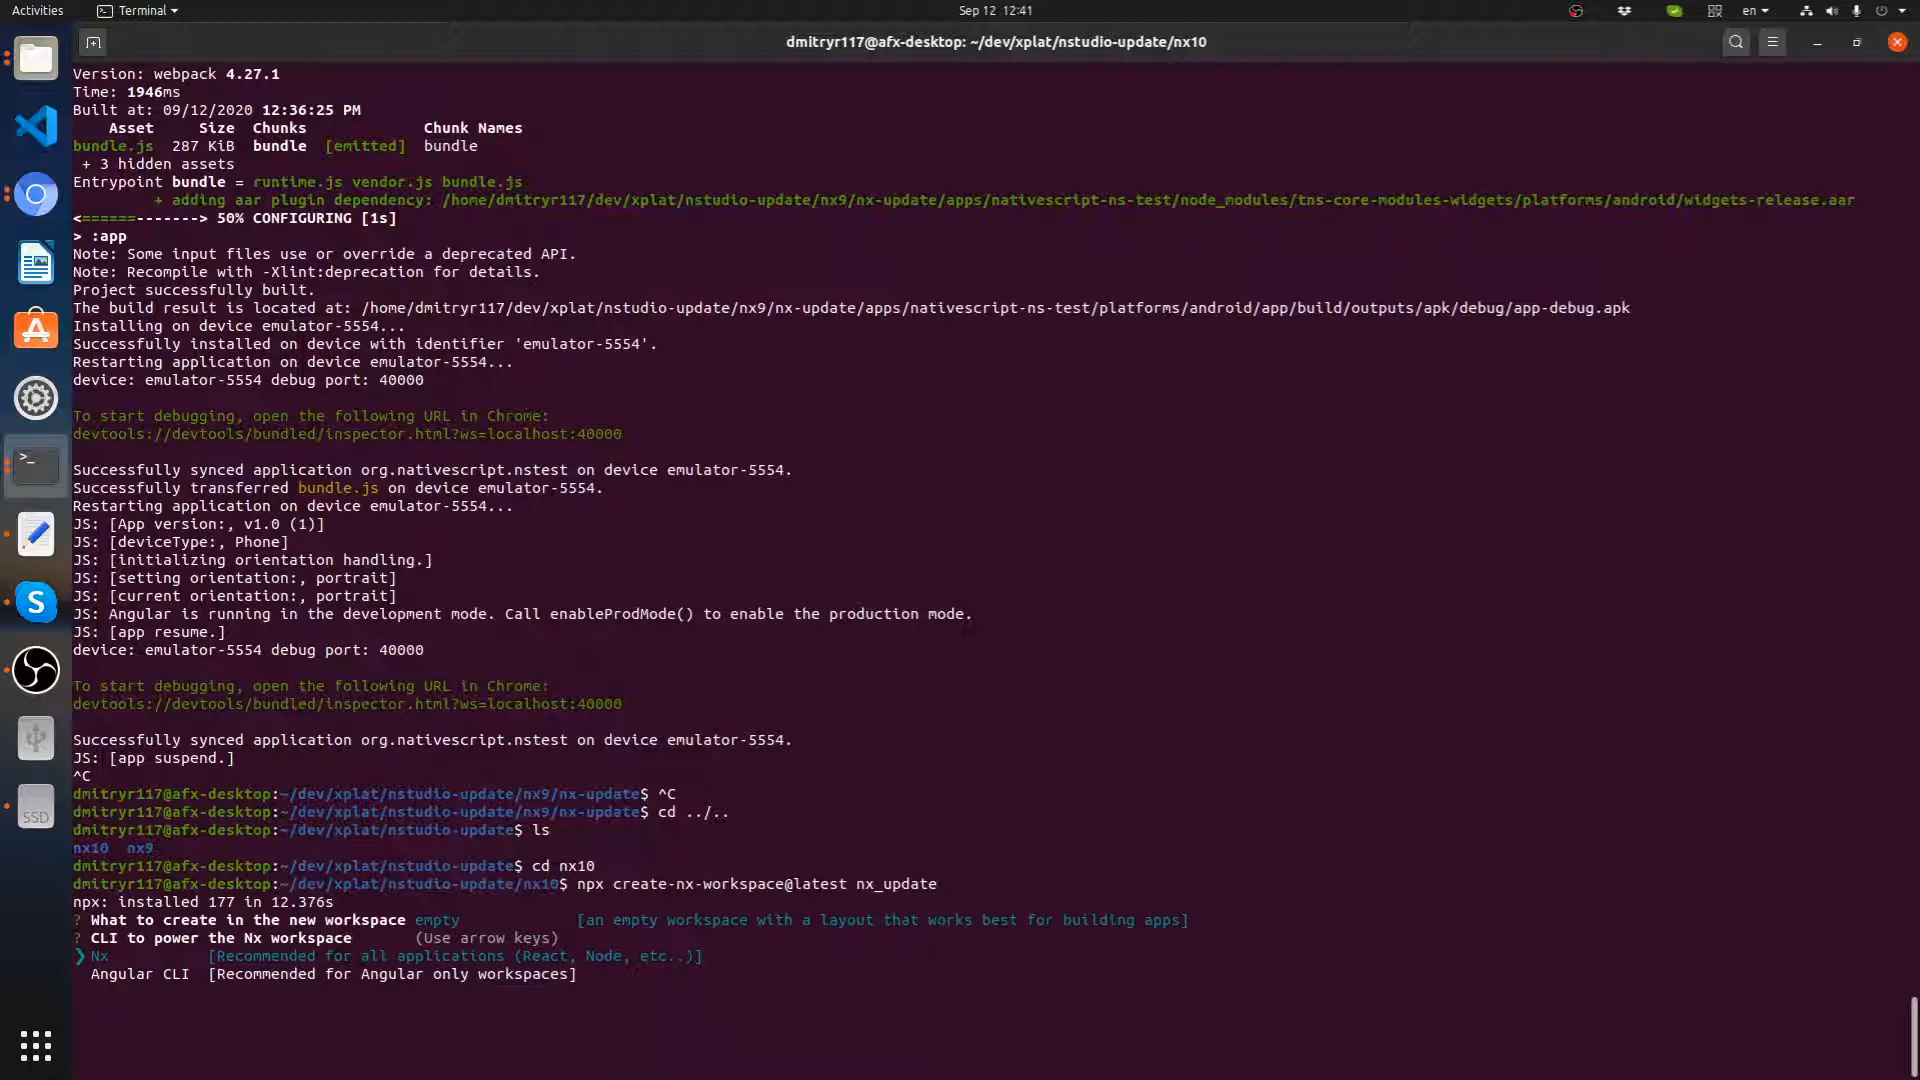 Activities
Terminal
Sep 12 12:41
en
dmitryr117@afx-desktop: ~/dev/xplat/nstudio-update/nx10
Version: webpack 4.27.1
Time: 1946ms
Built at: 09/12/2020 12:36:25 PM
Asset Size Chunks Chunk Names
bundle.js 287 KiB bundle [emitted] bundle
+ 3 hidden assets
Entrypoint bundle = runtime.js vendor.js bundle.js
+ adding aar plugin dependency: /home/dmitryr117/dev/xplat/nstudio-update/nx9/nx-update/apps/nativescript-ns-test/node_modules/tns-core-modules-widgets/platforms/android/widgets-release.aar
<======-------> 50% CONFIGURING [1s]
> :app
Note: Some input files use or override a deprecated API.
Note: Recompile with -Xlint:deprecation for details.
Project successfully built.
The build result is located at: /home/dmitryr117/dev/xplat/nstudio-update/nx9/nx-update/apps/nativescript-ns-test/platforms/android/app/build/outputs/apk/debug/app-debug.apk
Installing on device emulator-5554...
Successfully installed on device with identifier 'emulator-5554'.
Restarting application on device emulator-5554...
device: emulator-5554 debug port: 40000
To start debugging, open the following URL in Chrome:
devtools://devtools/bundled/inspector.html?ws=localhost:40000
Successfully synced application org.nativescript.nstest on device emulator-5554.
Successfully transferred bundle.js on device emulator-5554.
Restarting application on device emulator-5554...
JS: [App version:, v1.0 (1)]
JS: [deviceType:, Phone]
JS: [initializing orientation handling.]
JS: [setting orientation:, portrait]
JS: [current orientation:, portrait]
JS: Angular is running in the development mode. Call enableProdMode() to enable the production mode.
JS: [app resume.]
device: emulator-5554 debug port: 40000
To start debugging, open the following URL in Chrome:
devtools://devtools/bundled/inspector.html?ws=localhost:40000
Successfully synced application org.nativescript.nstest on device emulator-5554.
JS: [app suspend.]
^C
dmitryr117@afx-desktop:~/dev/xplat/nstudio-update/nx9/nx-update$ ^C
dmitryr117@afx-desktop:~/dev/xplat/nstudio-update/nx9/nx-update$ cd ../..
dmitryr117@afx-desktop:~/dev/xplat/nstudio-update$ ls
nx10 nx9
dmitryr117@afx-desktop:~/dev/xplat/nstudio-update$ cd nx10
dmitryr117@afx-desktop:~/dev/xplat/nstudio-update/nx10$ npx create-nx-workspace@latest nx_update
npx: installed 177 in 12.376s
? What to create in the new workspace empty [an empty workspace with a layout that works best for building apps]
? CLI to power the Nx workspace (Use arrow keys)
❯ Nx [Recommended for all applications (React, Node, etc..)]
Angular CLI [Recommended for Angular only workspaces]
SSD